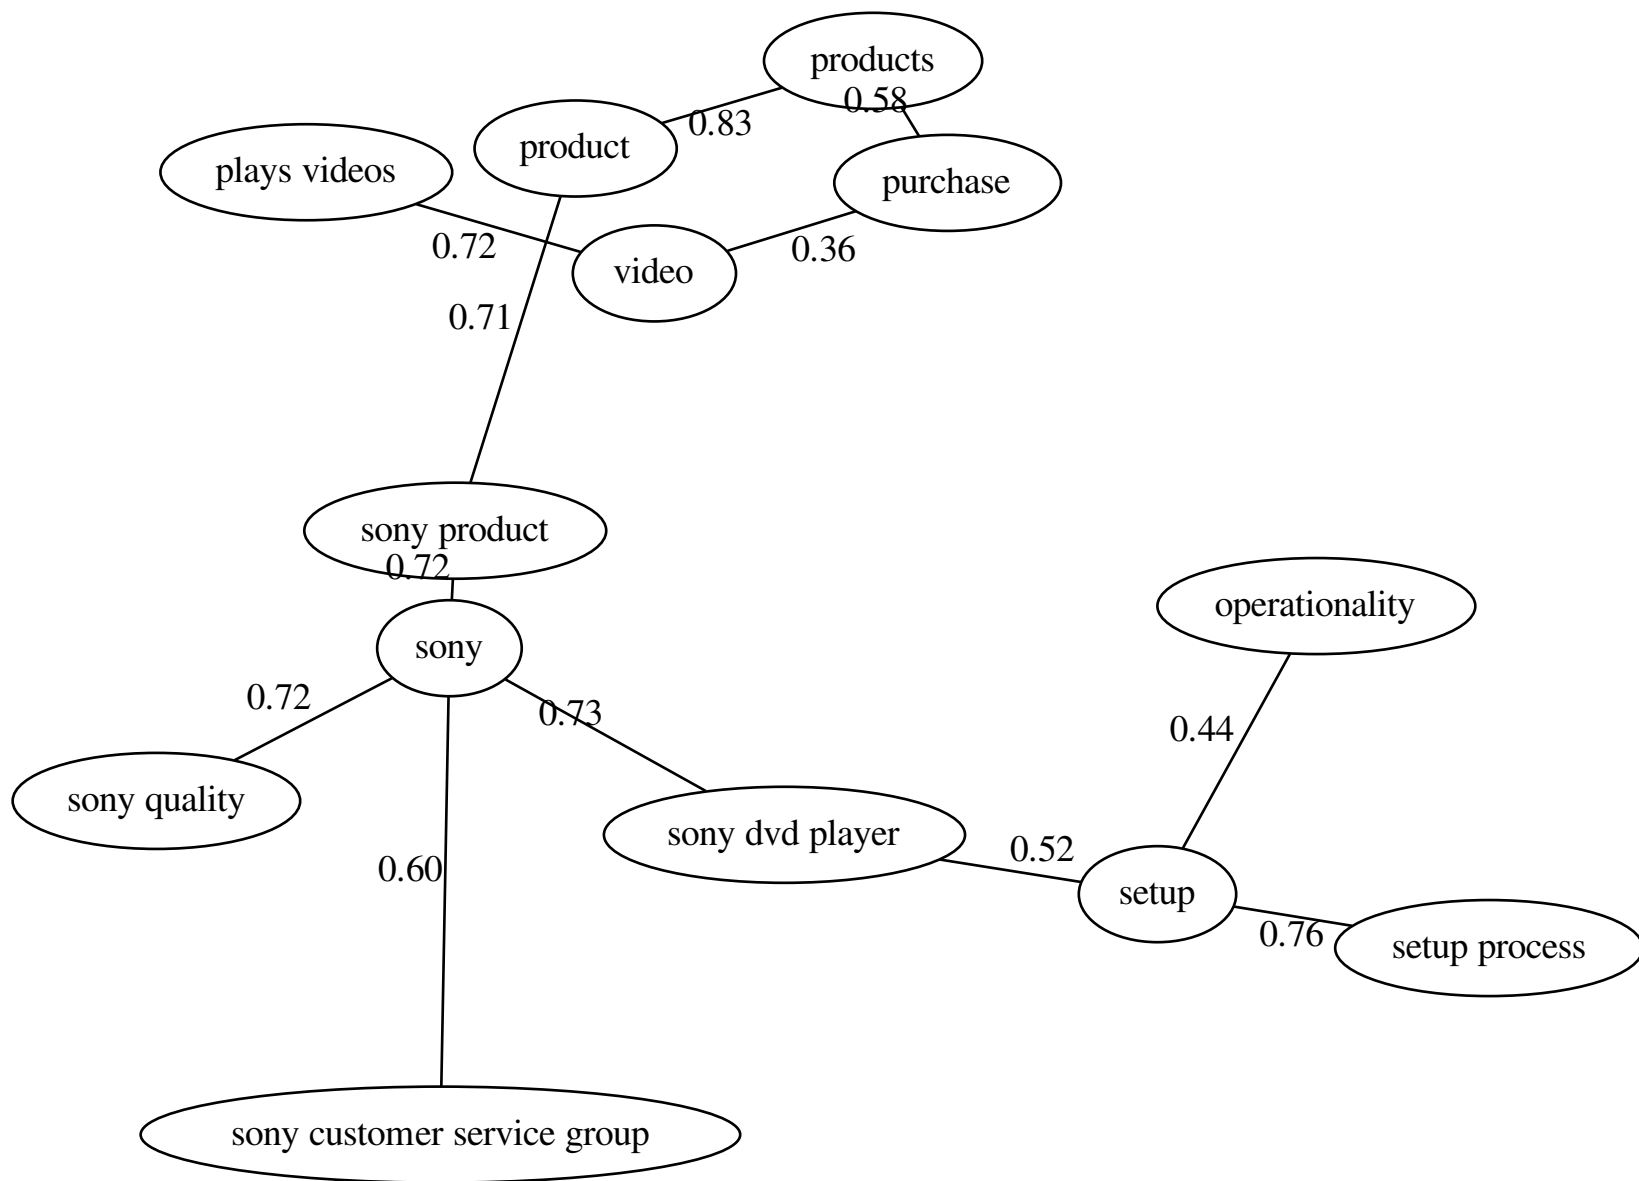 products
0.58
0.83
product
plays videos
purchase
0.72
0.36
video
0.71
sony product
0.72
operationality
sony
0.72
0.73
0.44
sony quality
sony dvd player
0.52
0.60
setup
0.76
setup process
sony customer service group